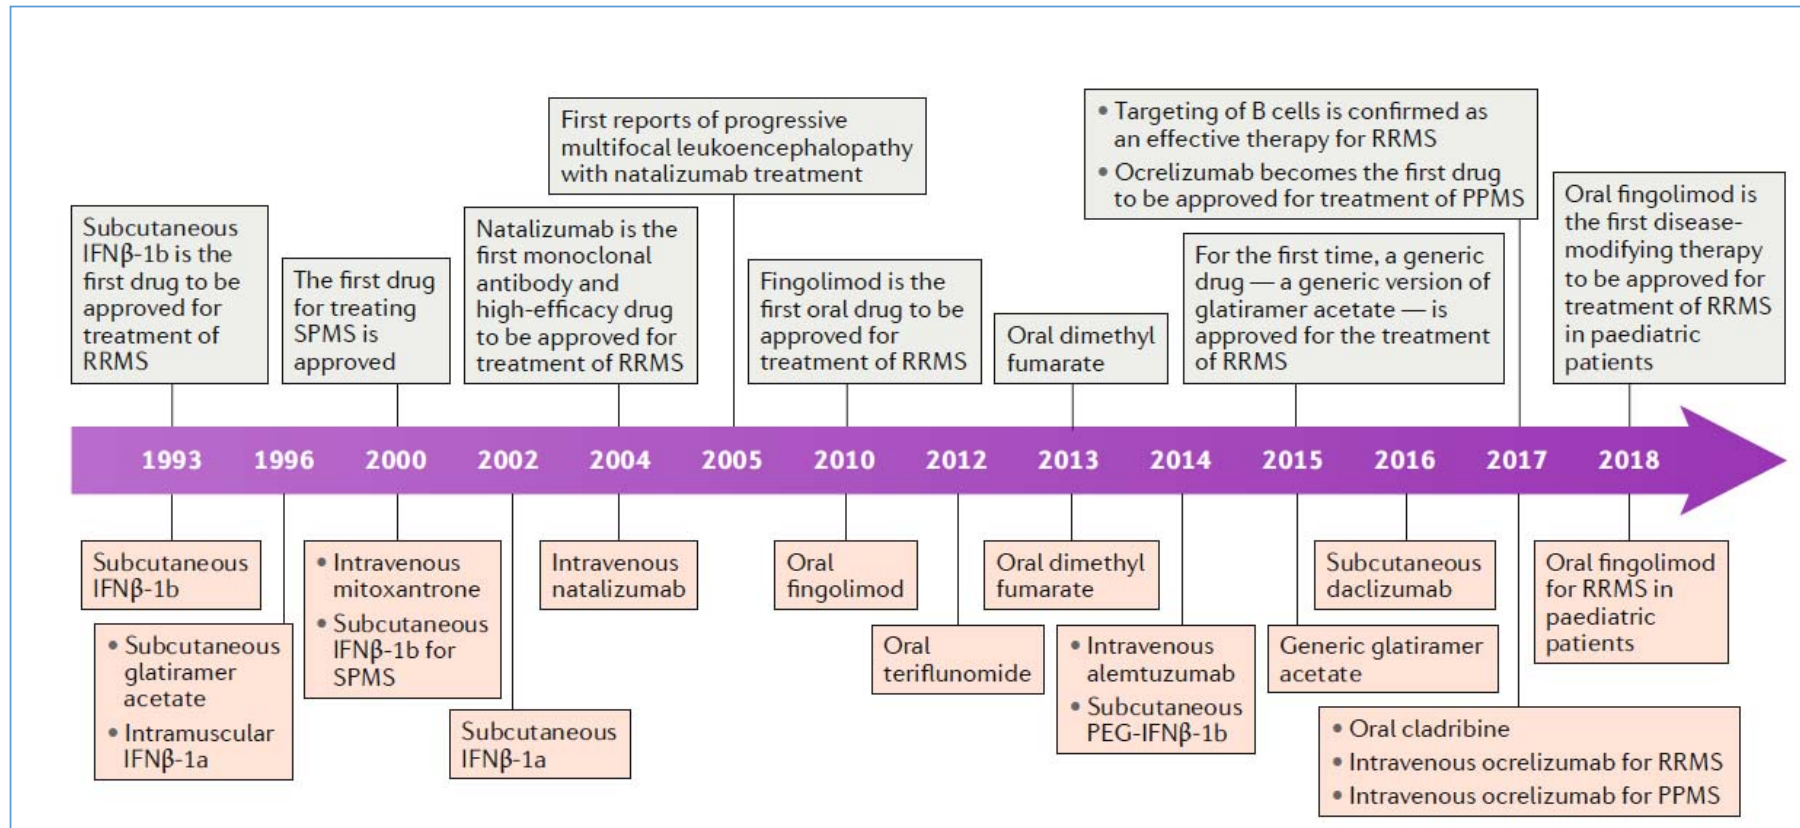 First reports of progressive
multifocal leukoencephalopathy
with natalizumab treatment
• Targeting of B cells is confirmed as
an effective therapy for RRMS
• Ocrelizumab becomes the first drug
to be approved for treatment of PPMS
Subcutaneous
IFNβ-1b is the
first drug to be
approved for
treatment of
RRMS
The first drug
for treating
SPMS is
approved
Natalizumab is the
first monoclonal
antibody and
high-efficacy drug
to be approved for
treatment of RRMS
Fingolimod is the
first oral drug to be
approved for
treatment of RRMS
Oral dimethyl
fumarate
For the first time, a generic
drug — a generic version of
glatiramer acetate — is
approved for the treatment
of RRMS
Oral fingolimod is
the first disease-
modifying therapy
to be approved for
treatment of RRMS
in paediatric
patients
1993 1996 2000 2002 2004 2005 2010 2012 2013 2014 2015 2016 2017 2018
Subcutaneous
IFNβ-1b
• Subcutaneous
glatiramer
acetate
• Intramuscular
IFNβ-1a
• Intravenous
mitoxantrone
• Subcutaneous
IFNβ-1b for
SPMS
Subcutaneous
IFNβ-1a
Intravenous
natalizumab
Oral
fingolimod
Oral
teriflunomide
Oral dimethyl
fumarate
• Intravenous
alemtuzumab
• Subcutaneous
PEG-IFNβ-1b
Generic glatiramer
acetate
Subcutaneous
daclizumab
• Oral cladribine
• Intravenous ocrelizumab for RRMS
• Intravenous ocrelizumab for PPMS
Oral fingolimod
for RRMS in
paediatric
patients